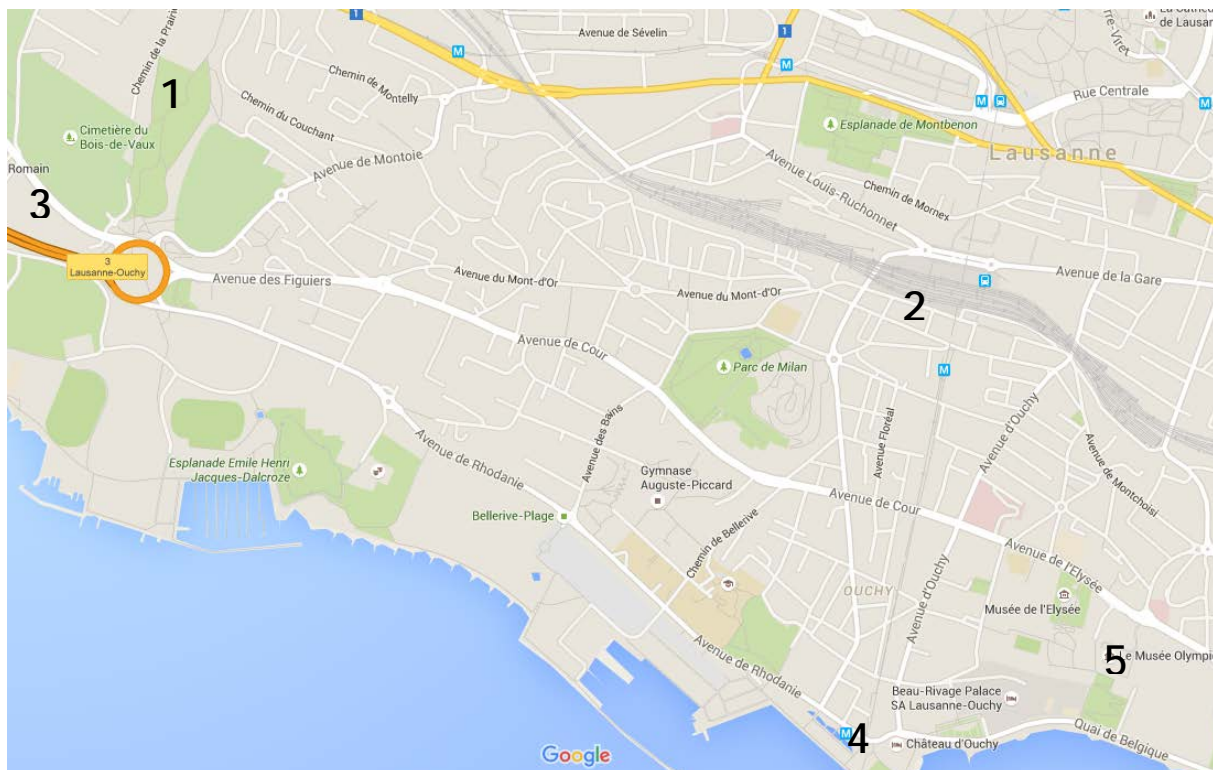 1
Avenue de Sévelin
1
M
M
M
Chemin de la Prairie
1
Chemin de Montelly
Chemin du Couchant
Cimetière du
Bois-de-Vaux
Avenue de Montoie
Esplanade de Montbenon
M
Rue Centrale
M
Lausanne
Romain
3
Avenue Louis-Ruchonnet
Chemin de Mornex
3
Lausanne-Ouchy
Avenue des Figuiers
Avenue du Mont-d'Or
Avenue du Mont-d'Or
2
Avenue de la Gare
Avenue de Cour
Parc de Milan
M
Avenue des Bains
Avenue Floréal
Avenue d'Ouchy
Avenue de Montchoisi
Avenue de Rhodanie
Esplanade Emile Henri
Jacques-Dalcroze
Gymnase
Auguste-Piccard
Avenue de Cour
Bellerive-Plage
Chemin de Bellerive
Avenue de l'Elysée
OUCHY
Avenue d'Ouchy
Musée de l'Elysée
5
Le Musée Olympi
Avenue de Rhodanie
Beau-Rivage Palace
SA Lausanne-Ouchy
M
4
Château d'Ouchy
Quai de Belgique
Google